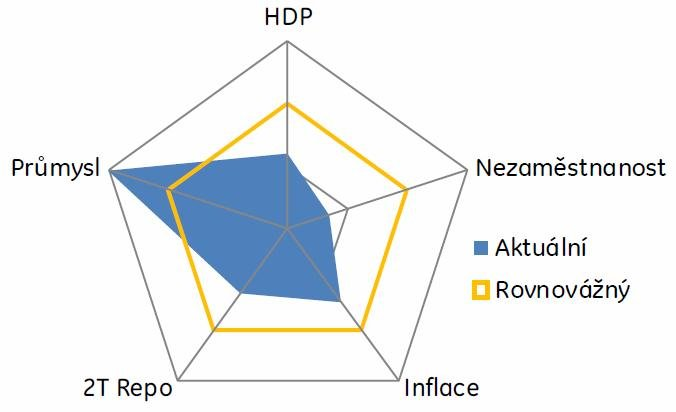 HDP
Průmysl
Nezaměstnanost
Aktuální
Rovnovážný
2T Repo
Inflace